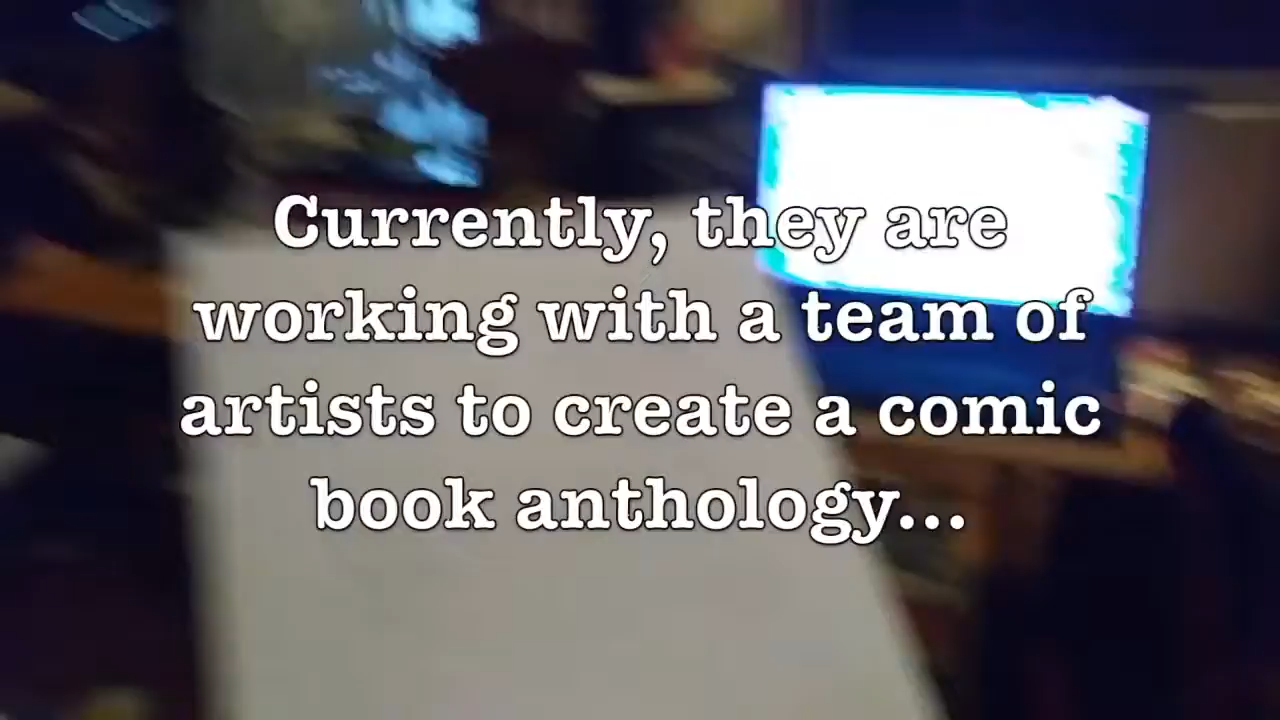 Currently, they are
working with a team of
artists to create a comic
book anthology...